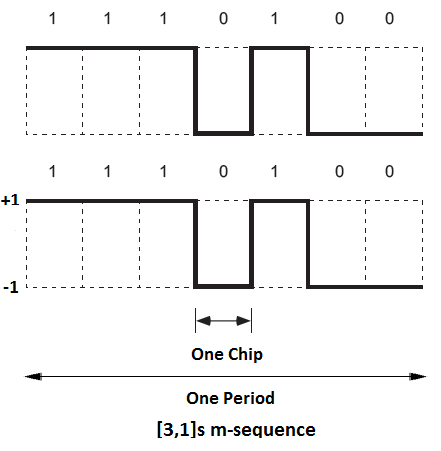 1 1 1 0 1 0 0
1 1 1 0 1 0 0
+1
-1
One Chip
One Period
[3,1]s m-sequence